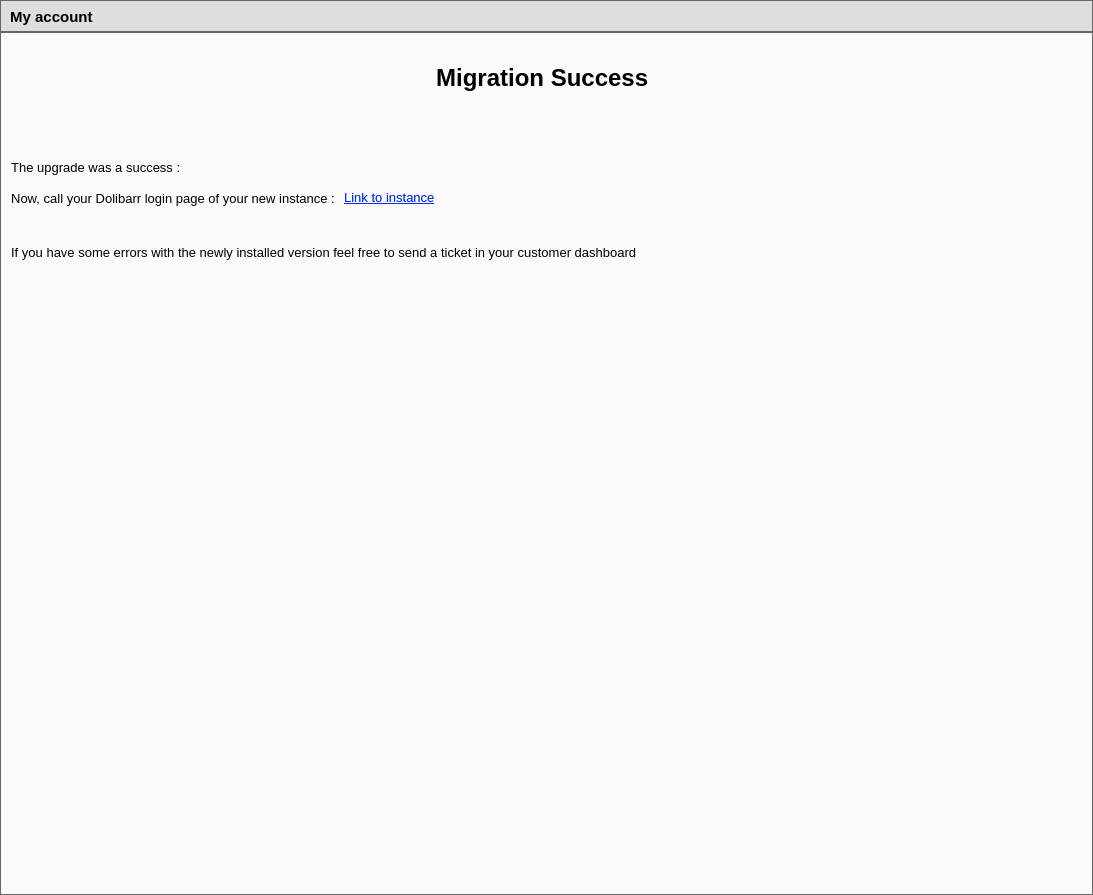 My account
Migration Success
The upgrade was a success :
Now, call your Dolibarr login page of your new instance : Link to instance
If you have some errors with the newly installed version feel free to send a ticket in your customer dashboard